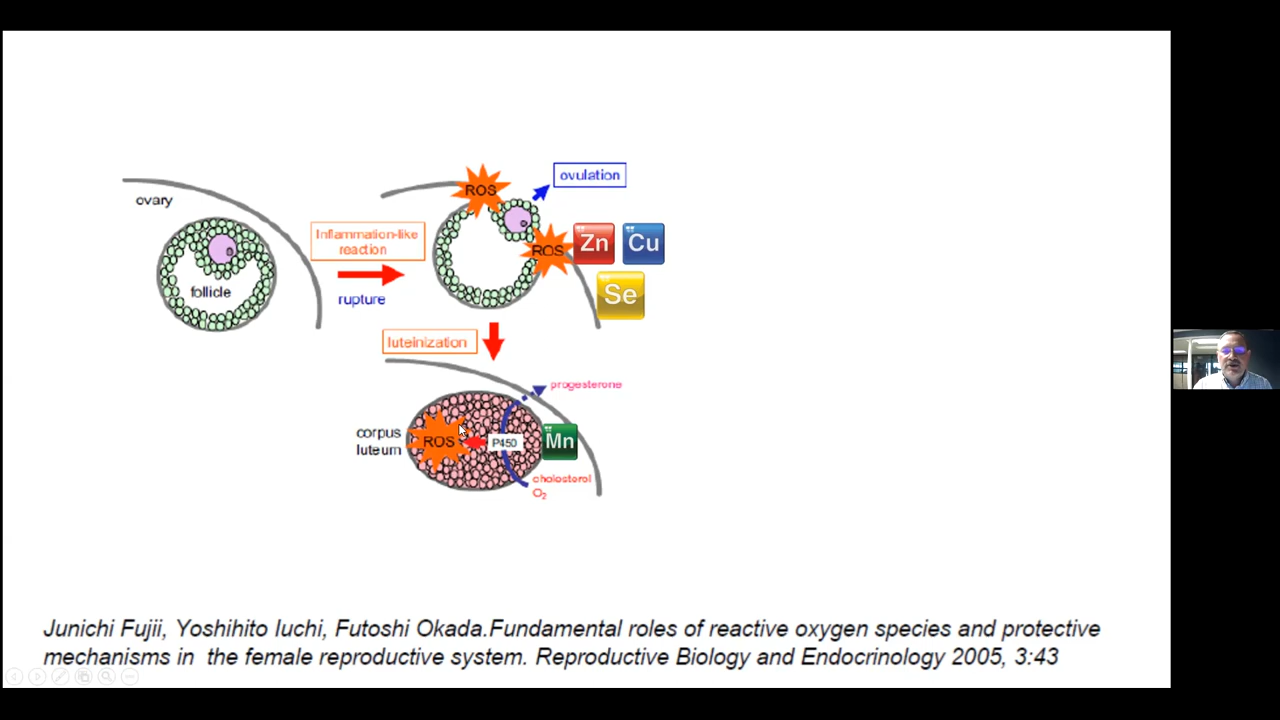 ovary
follicle
Inflammation-like
reaction
rupture
ROS
ovulation
ROS
Zn
Cu
Se
luteinization
progesterone
corpus
luteum
ROS
P450
Mn
cholesterol
O₂
Junichi Fujii, Yoshihito Iuchi, Futoshi Okada.Fundamental roles of reactive oxygen species and protective
mechanisms in the female reproductive system. Reproductive Biology and Endocrinology 2005, 3:43